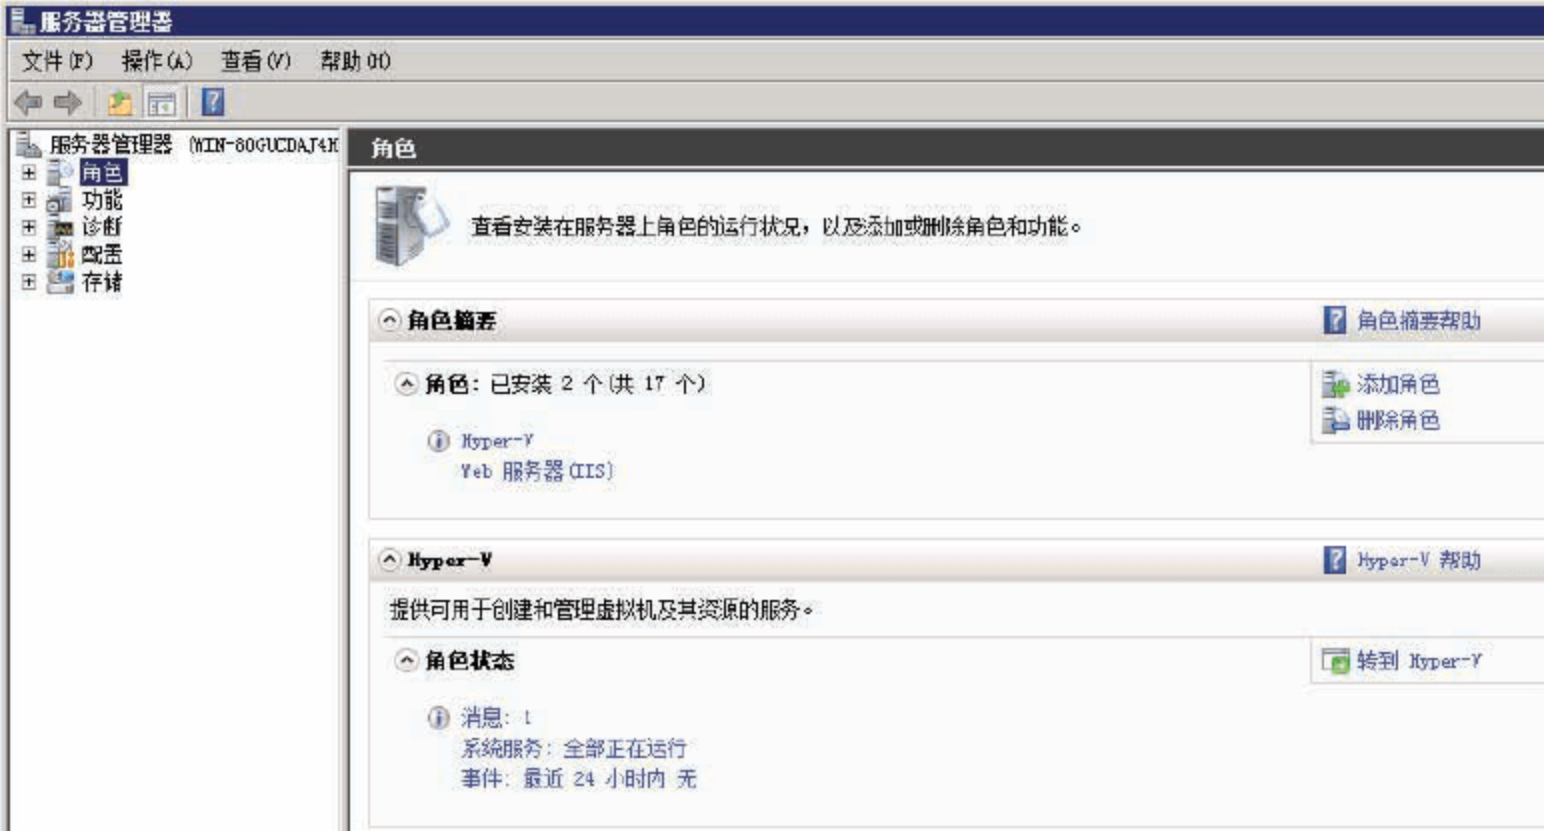 服务器管理器
文件(F) 操作(A) 查看(V) 帮助(H)
服务器管理器 (WIN-80GUCDAJ4H
角色
功能
诊断
配置
存储
角色
查看安装在服务器上角色的运行状况，以及添加或删除角色和功能。
角色摘要
角色摘要帮助
角色：已安装 2 个(共 17 个)
添加角色
删除角色
Hyper-V
Web 服务器(IIS)
Hyper-V
Hyper-V 帮助
提供可用于创建和管理虚拟机及其资源的服务。
角色状态
转到 Hyper-V
消息：1
系统服务：全部正在运行
事件：最近 24 小时内 无